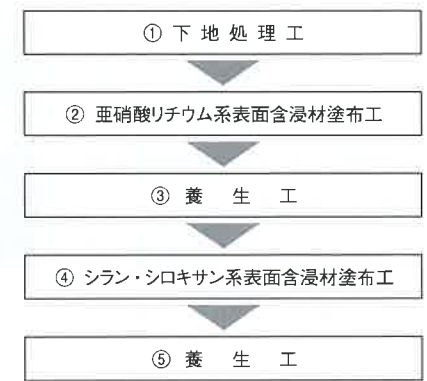 ① 下 地 処 理 工
② 亜硝酸リチウム系表面含浸材塗布工
③ 養 生 工
④ シラン・シロキサン系表面含浸材塗布工
⑤ 養 生 工